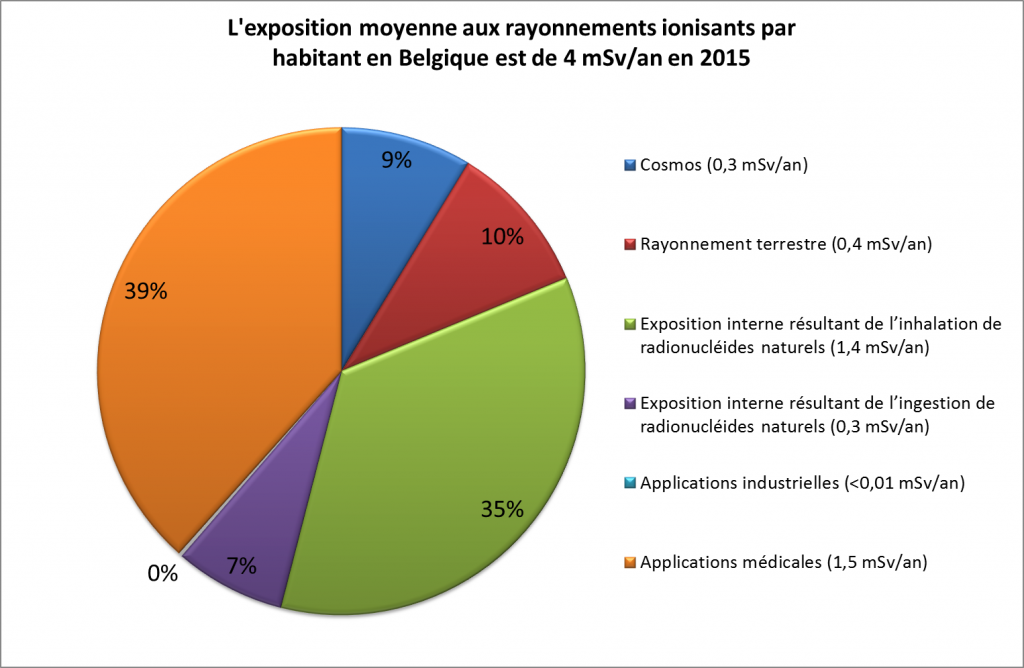 L'exposition moyenne aux rayonnements ionisants par
habitant en Belgique est de 4 mSv/an en 2015
9%
10%
39%
35%
7%
0%
Cosmos (0,3 mSv/an)
Rayonnement terrestre (0,4 mSv/an)
Exposition interne résultant de l’inhalation de
radionucléides naturels (1,4 mSv/an)
Exposition interne résultant de l’ingestion de
radionucléides naturels (0,3 mSv/an)
Applications industrielles (<0,01 mSv/an)
Applications médicales (1,5 mSv/an)